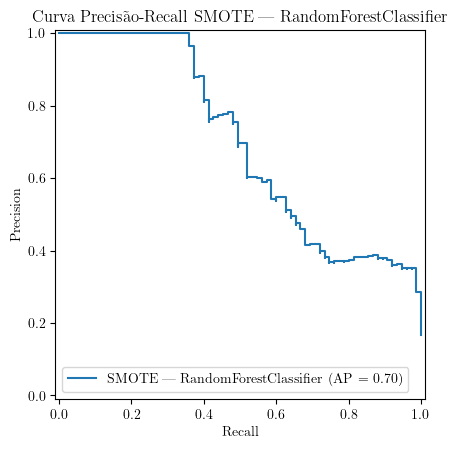 Curva Precisão-Recall SMOTE — RandomForestClassifier
1.0
0.8
0.6
0.4
0.2
0.0
Precision
SMOTE — RandomForestClassifier (AP = 0.70)
0.0 0.2 0.4 0.6 0.8 1.0
Recall